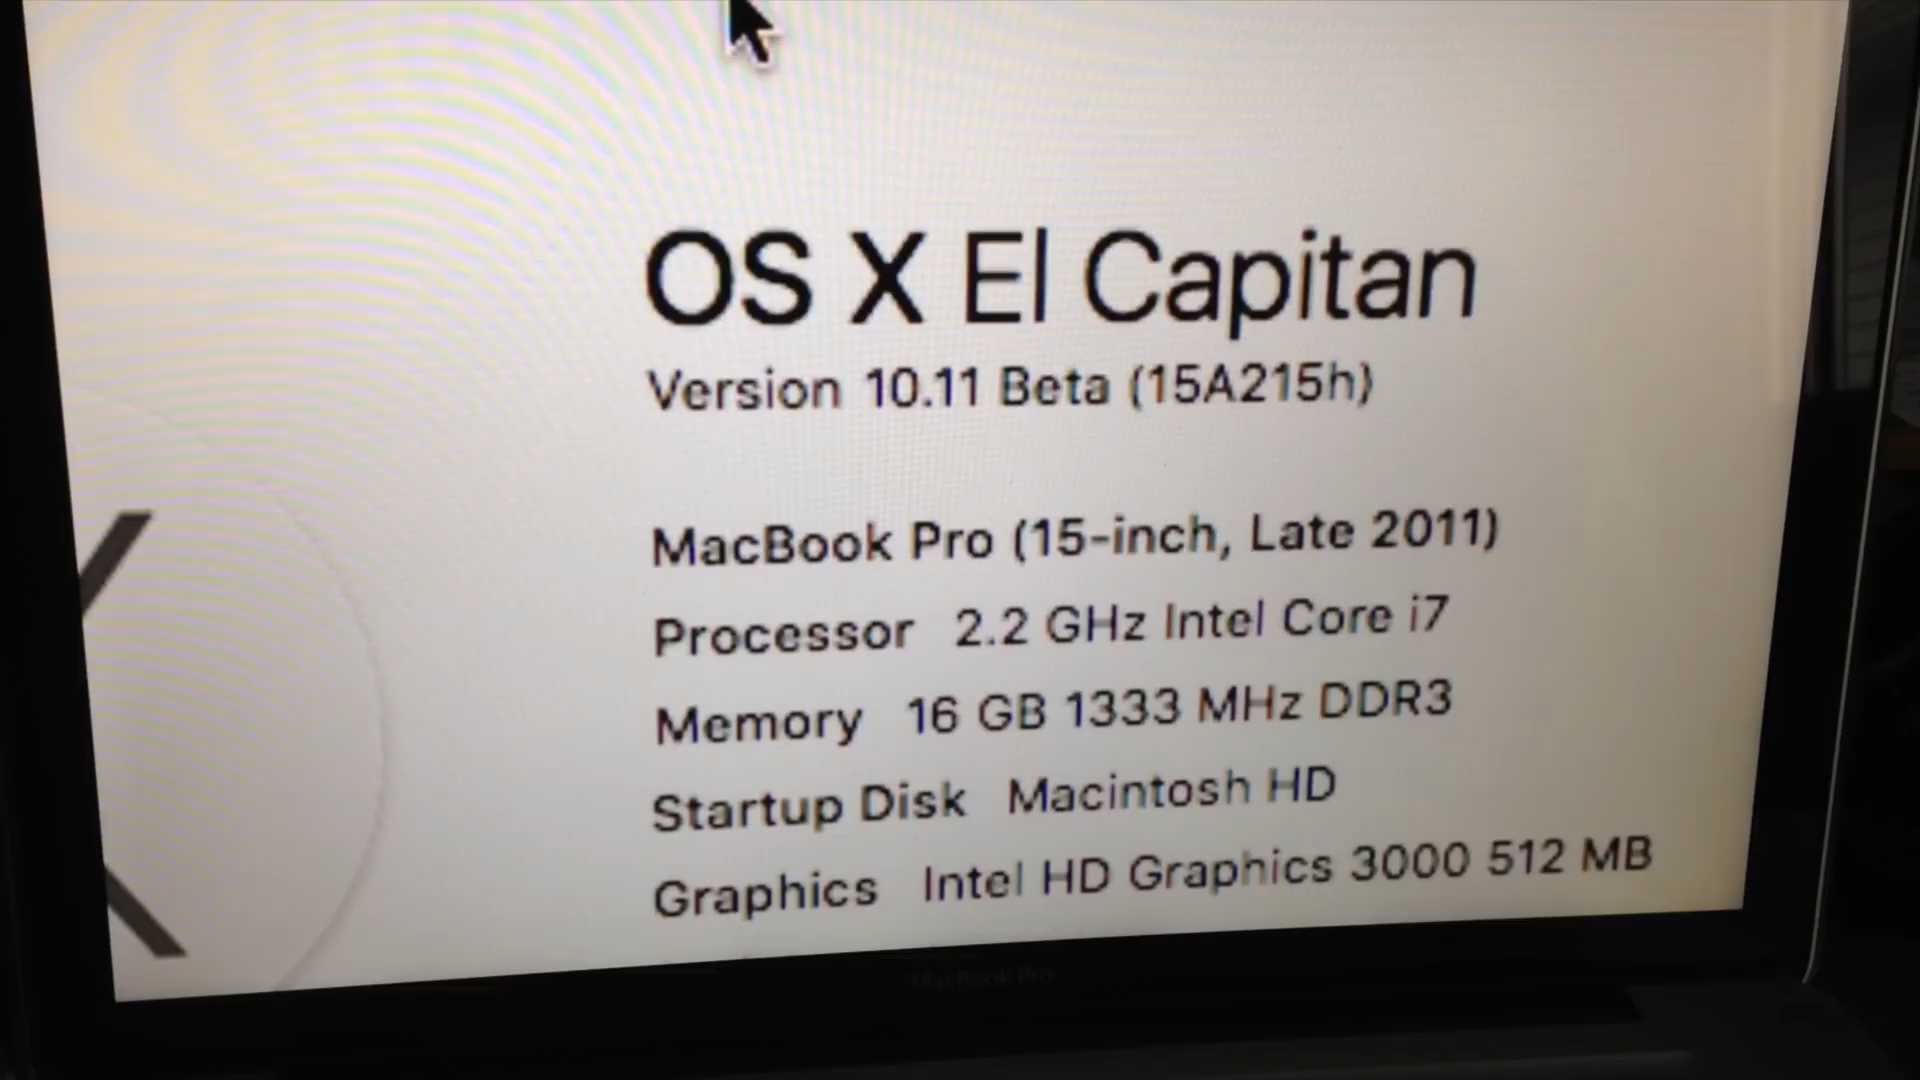 OS X El Capitan
Version 10.11 Beta (15A215h)
MacBook Pro (15-inch, Late 2011)
Processor 2.2 GHz Intel Core i7
Memory 16 GB 1333 MHz DDR3
Startup Disk Macintosh HD
Graphics Intel HD Graphics 3000 512 MB
MacBook Pro